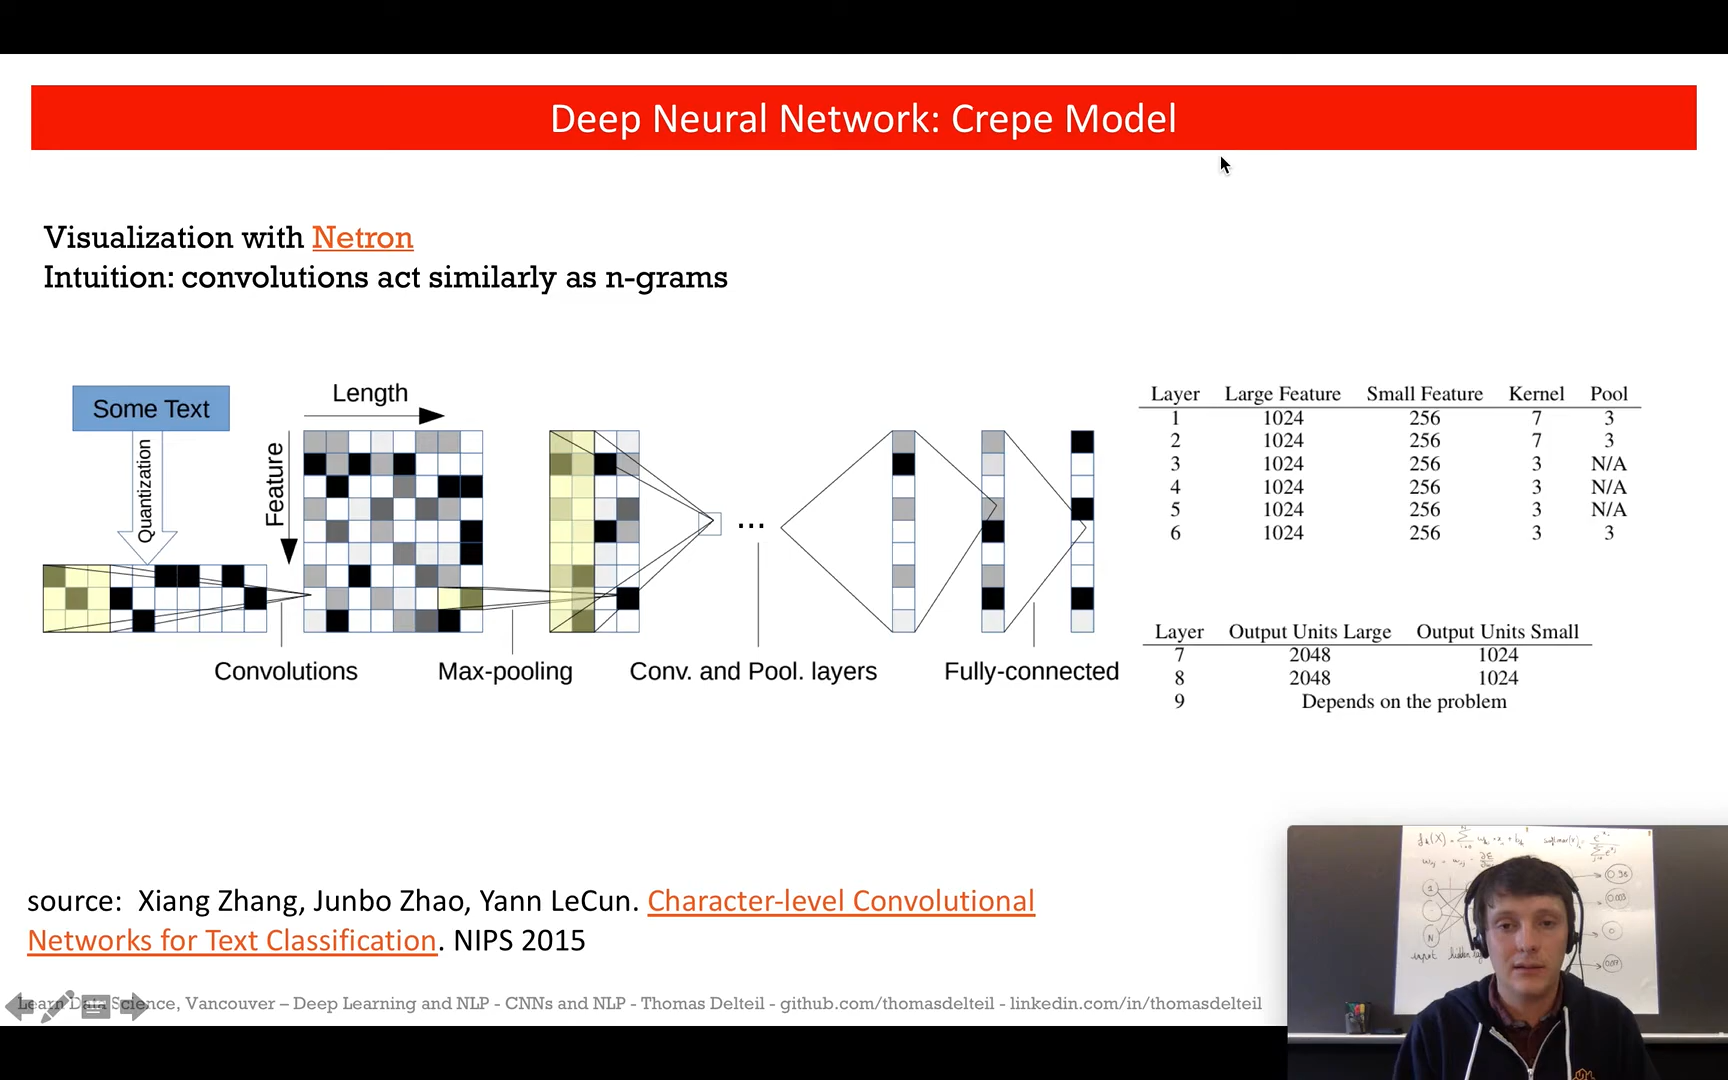 Deep Neural Network: Crepe Model
Visualization with Netron
Intuition: convolutions act similarly as n-grams
Some Text
Quantization
Length
Feature
...
Convolutions
Max-pooling
Conv. and Pool. layers
Fully-connected
Layer Large Feature Small Feature Kernel Pool
1 1024 256 7 3
2 1024 256 7 3
3 1024 256 3 N/A
4 1024 256 3 N/A
5 1024 256 3 N/A
6 1024 256 3 3
Layer Output Units Large Output Units Small
7 2048 1024
8 2048 1024
9 Depends on the problem
source: Xiang Zhang, Junbo Zhao, Yann LeCun. Character-level Convolutional
Networks for Text Classification. NIPS 2015
Learn Data Science, Vancouver – Deep Learning and NLP - CNNs and NLP - Thomas Delteil - github.com/thomasdelteil - linkedin.com/in/thomasdelteil
input hidden